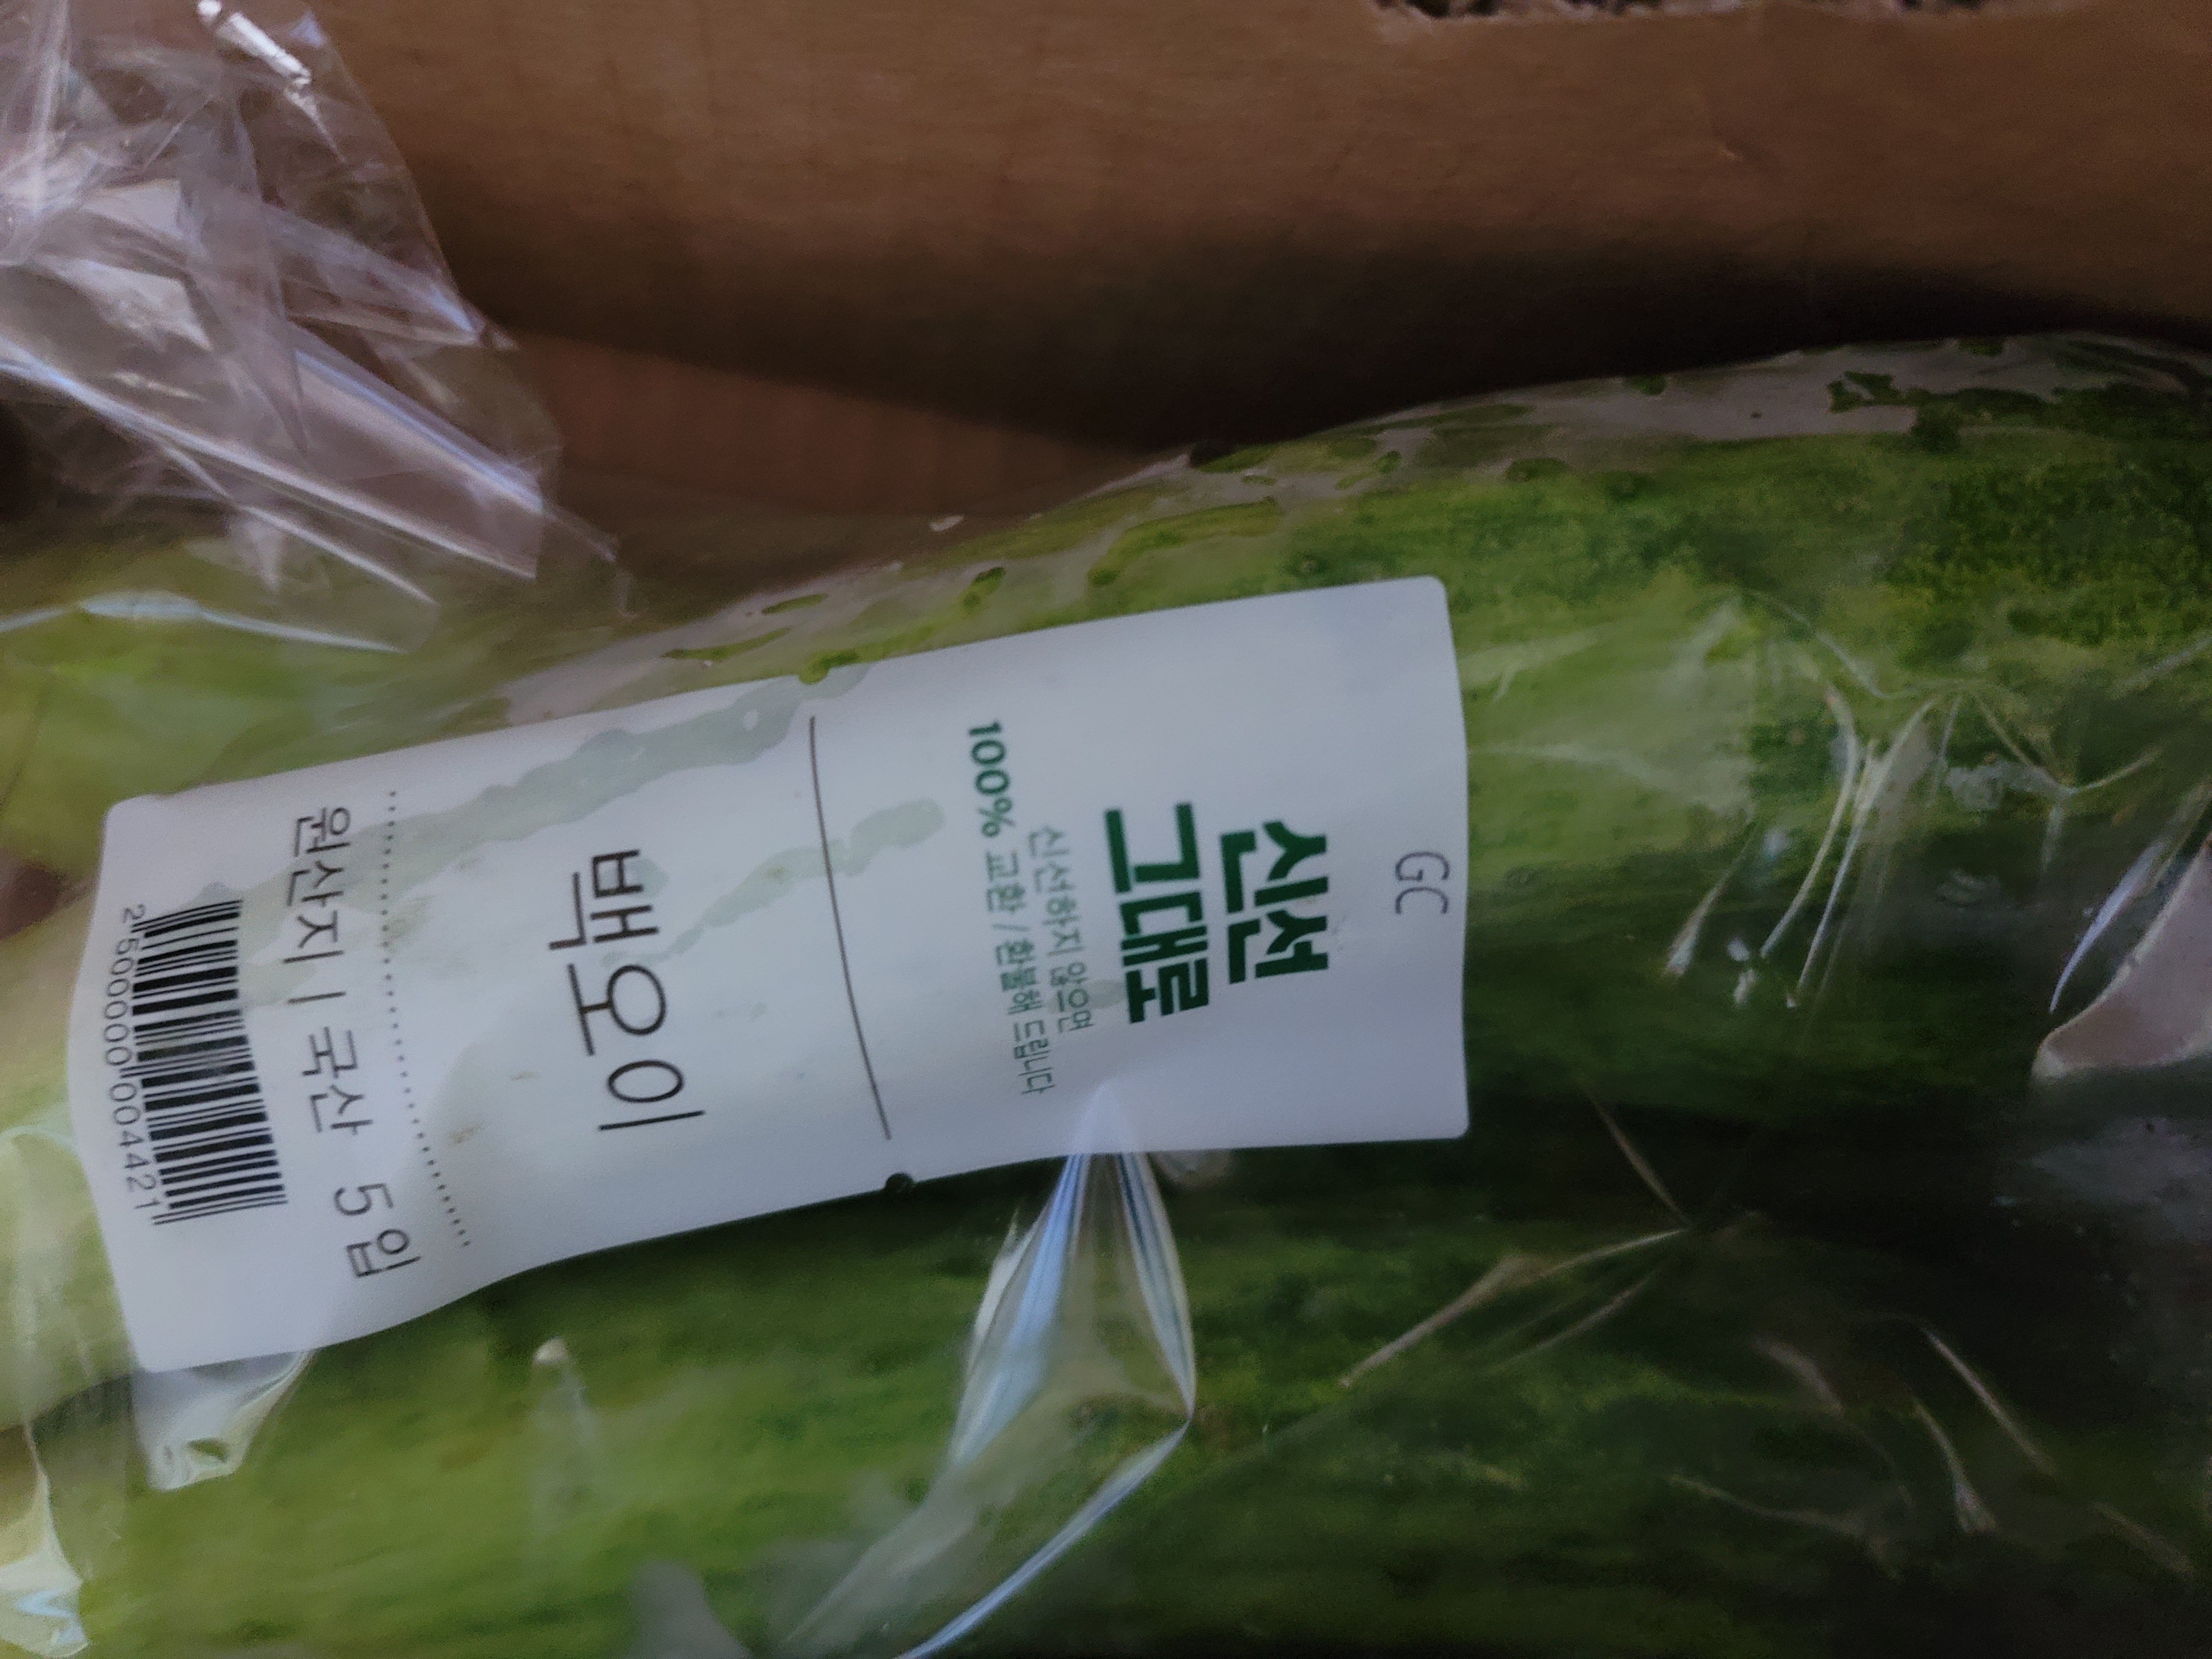 GC
신선
그대로
신선하지 않으면
100% 교환 / 환불해 드립니다
백오이
원산지 | 국산 5입
2500000004421